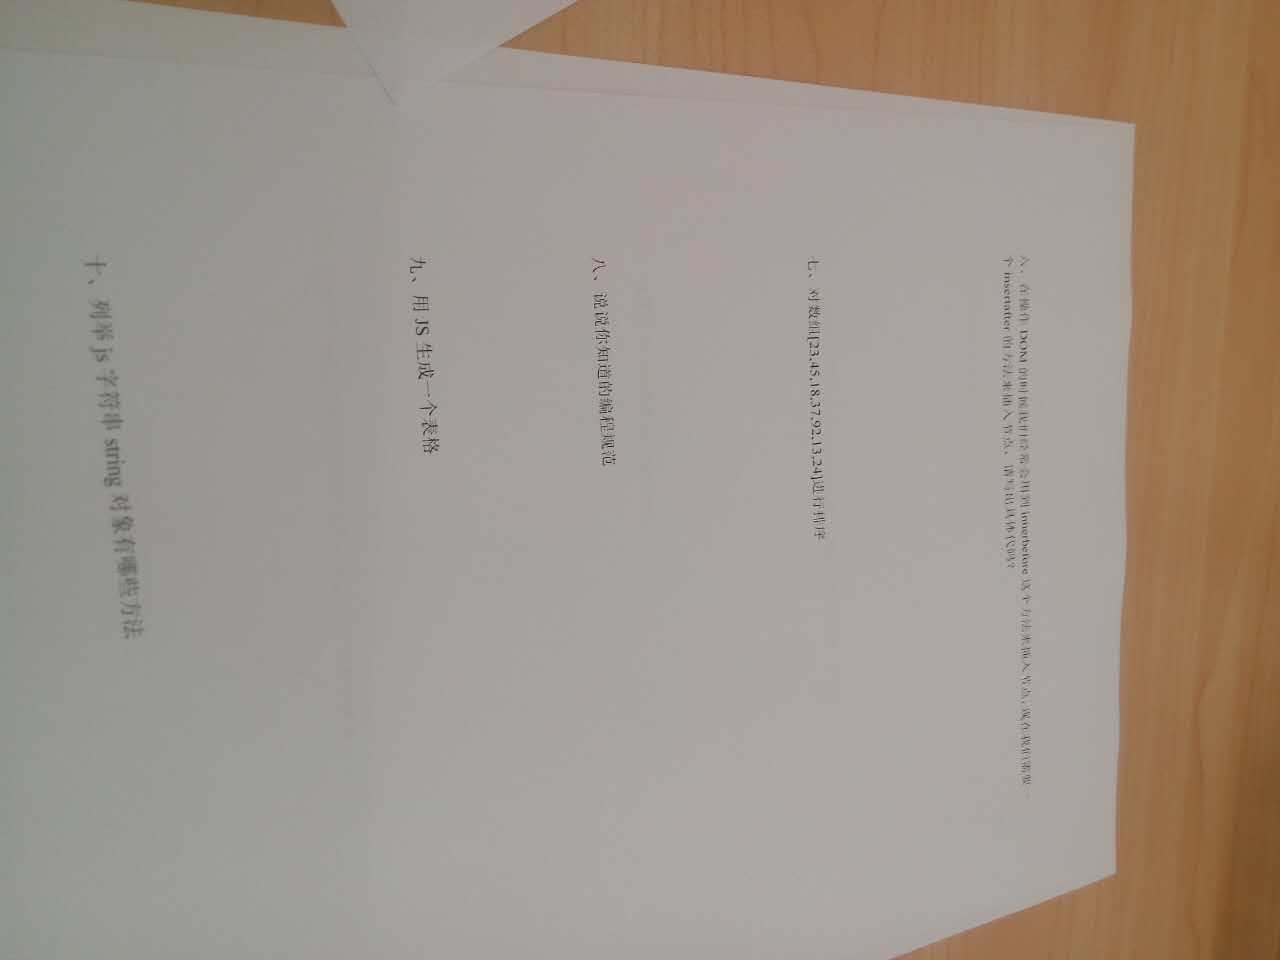 六、在操作 DOM 的时候我们经常会用到 innerbefore 这个方法来插入节点，现在我们需要一
个 insertafter 的方法来插入节点、请写出具体代码?
七、对数组[23,45,18,37,92,13,24]进行排序
八、说说你知道的编程规范
九、用 JS 生成一个表格
十、列举 js 字符串 string 对象有哪些方法